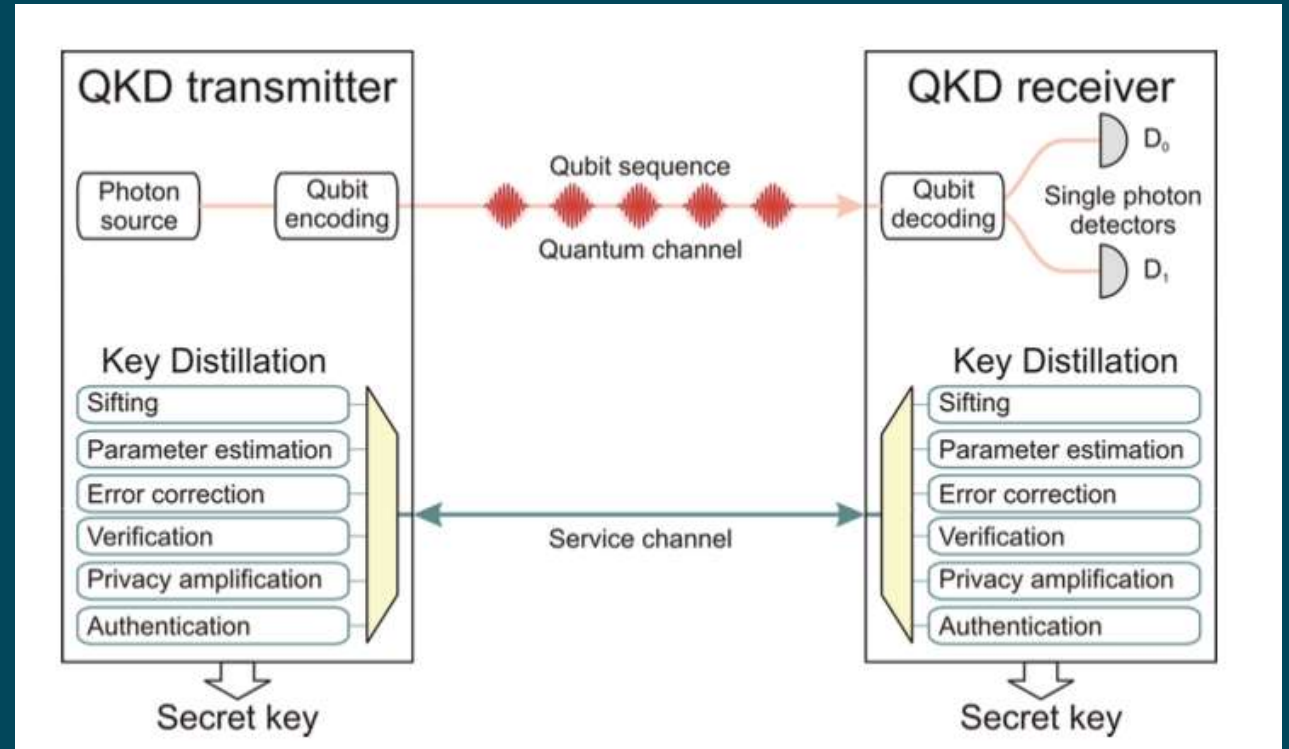 QKD transmitter
Photon
source
Qubit
encoding
Qubit sequence
Quantum channel
QKD receiver
Qubit
decoding
D₀
Single photon
detectors
D₁
Key Distillation
Sifting
Parameter estimation
Error correction
Verification
Privacy amplification
Authentication
Service channel
Key Distillation
Sifting
Parameter estimation
Error correction
Verification
Privacy amplification
Authentication
Secret key
Secret key